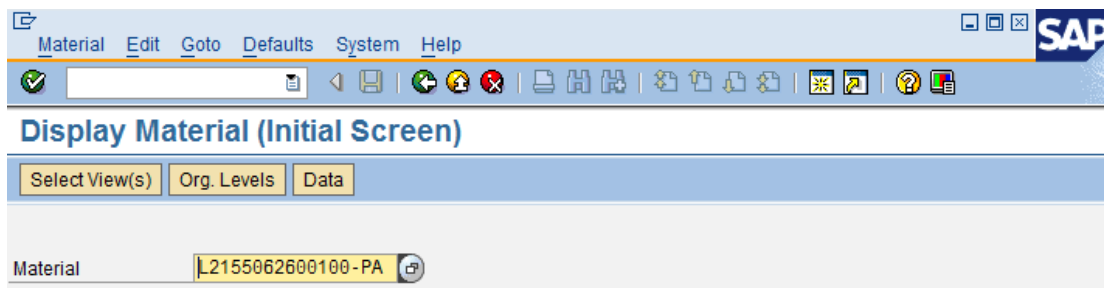 Material Edit Goto Defaults System Help
SAP
Display Material (Initial Screen)
Select View(s) Org. Levels Data
Material L2155062600100-PA